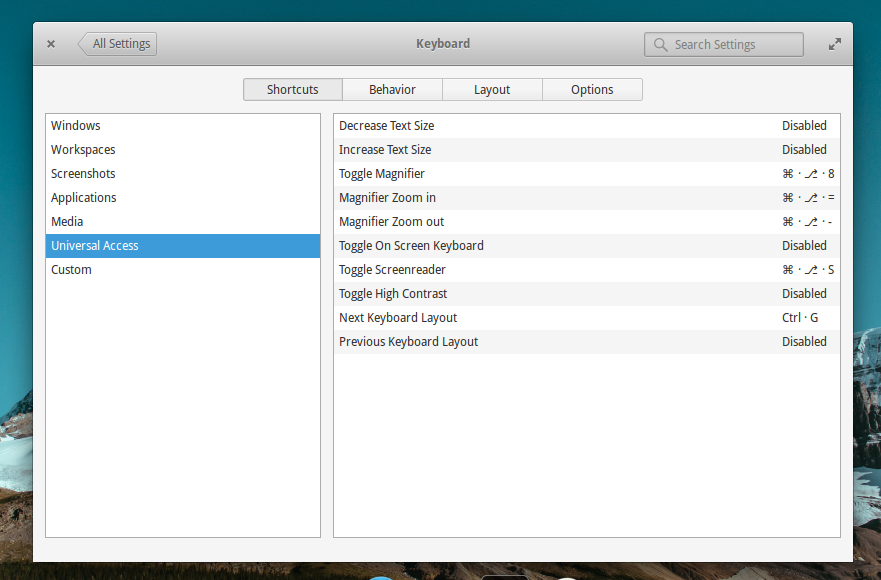 All Settings
Keyboard
Search Settings
Shortcuts Behavior Layout Options
Windows
Workspaces
Screenshots
Applications
Media
Universal Access
Custom
Decrease Text Size Disabled
Increase Text Size Disabled
Toggle Magnifier ⌘ · ⎇ · 8
Magnifier Zoom in ⌘ · ⎇ · =
Magnifier Zoom out ⌘ · ⎇ · -
Toggle On Screen Keyboard Disabled
Toggle Screenreader ⌘ · ⎇ · S
Toggle High Contrast Disabled
Next Keyboard Layout Ctrl · G
Previous Keyboard Layout Disabled